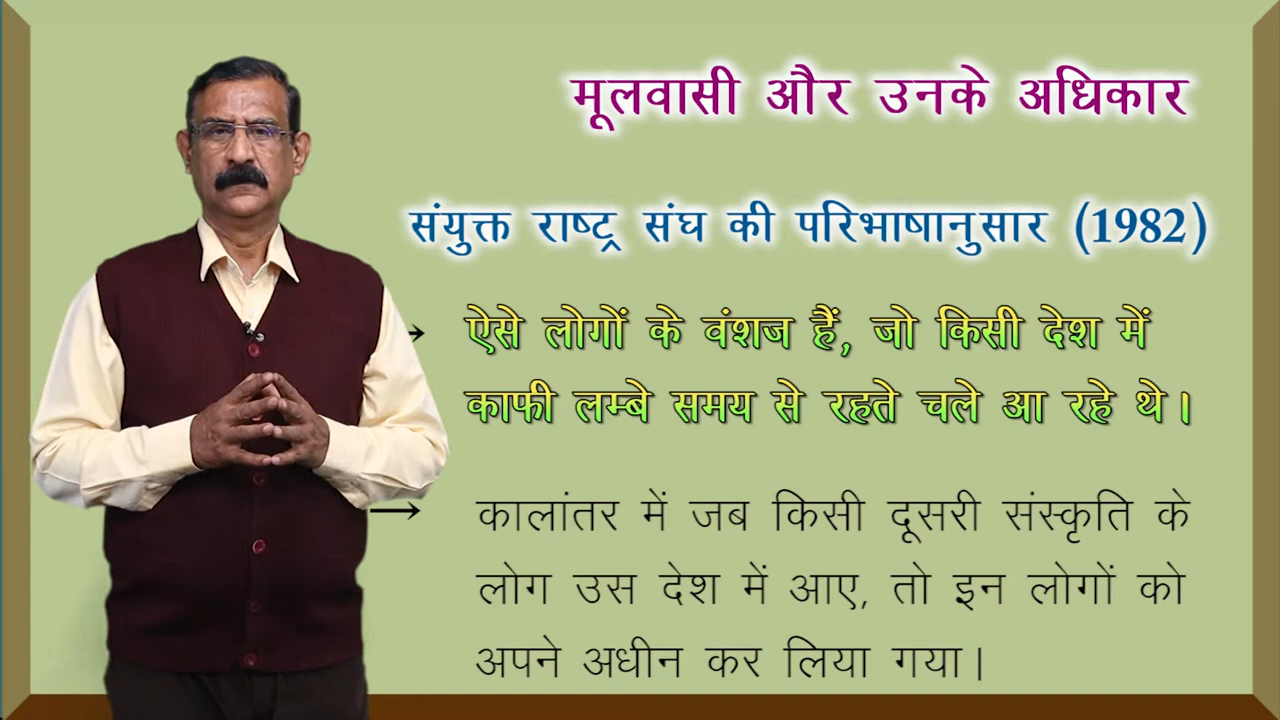 मूलवासी और उनके अधिकार
संयुक्त राष्ट्र संघ की परिभाषानुसार (1982)
→ ऐसे लोगों के वंशज हैं, जो किसी देश में
काफी लम्बे समय से रहते चले आ रहे थे।
→ कालांतर में जब किसी दूसरी संस्कृति के
लोग उस देश में आए, तो इन लोगों को
अपने अधीन कर लिया गया।